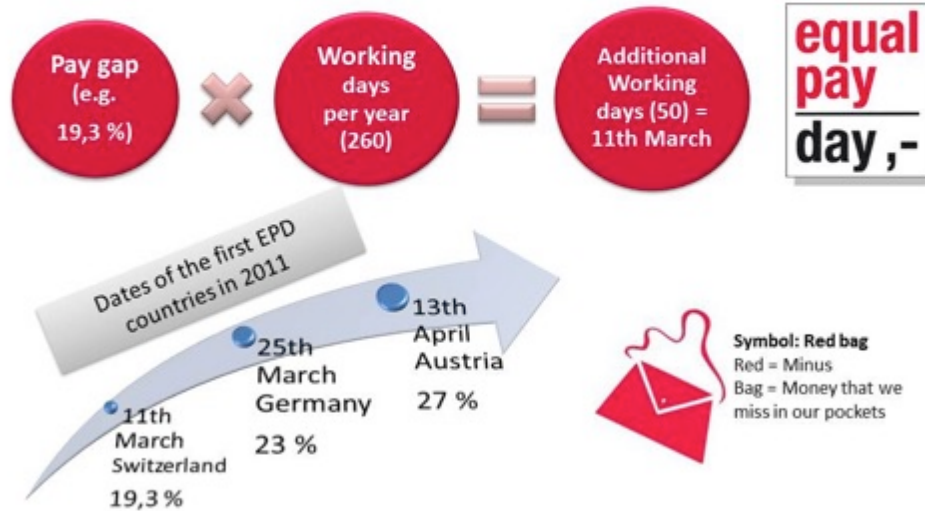 Pay gap
(e.g.
19,3 %)
Working
days
per year
(260)
Additional
Working
days (50) =
11th March
equal
pay
day ,-
Dates of the first EPD
countries in 2011
11th
March
Switzerland
19,3 %
25th
March
Germany
23 %
13th
April
Austria
27 %
Symbol: Red bag
Red = Minus
Bag = Money that we
miss in our pockets